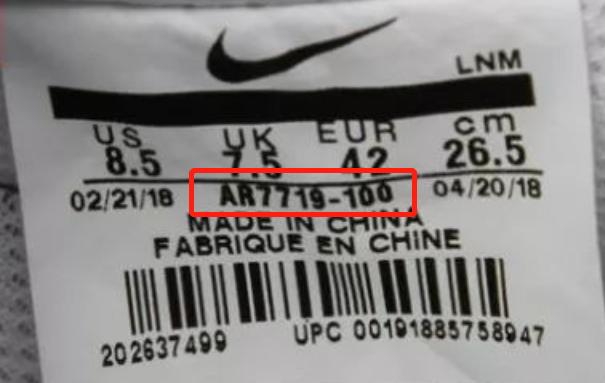 LNM
US UK EUR cm
8.5 7.5 42 26.5
02/21/18 AR7719-100 04/20/18
MADE IN CHINA
FABRIQUE EN CHINE
202637499 UPC 00191885758947